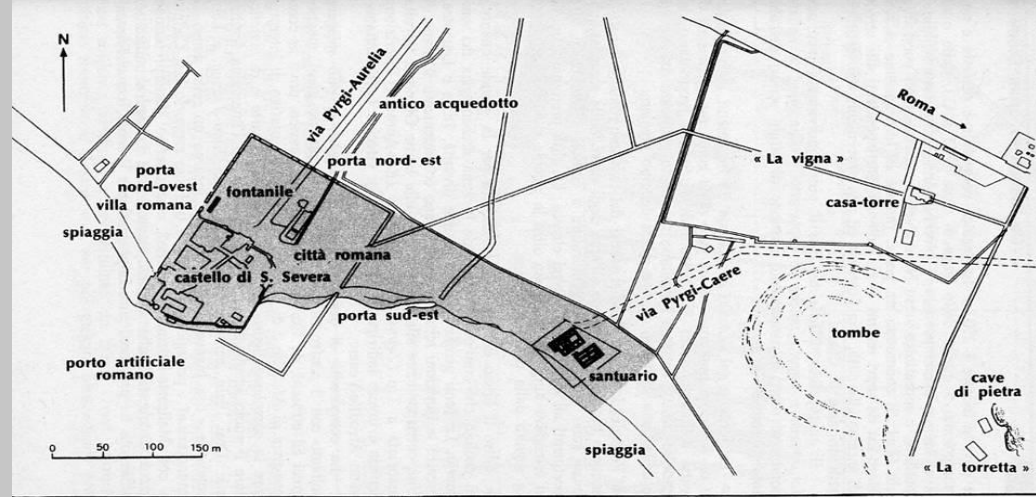 N
via Pyrgi-Aurelia
antico acquedotto
Roma
porta nord-est
porta
nord-ovest
villa romana
fontanile
« La vigna »
casa-torre
spiaggia
città romana
castello di S. Severa
via Pyrgi-Caere
porta sud-est
tombe
porto artificiale
romano
santuario
cave
di pietra
0 50 100 150 m
spiaggia
« La torretta »